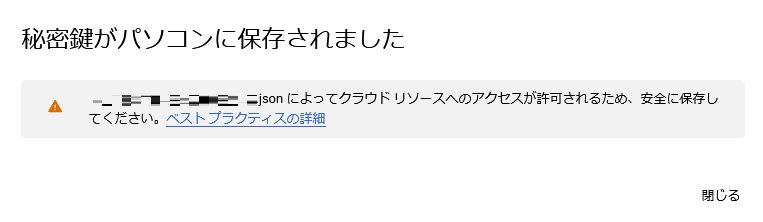 秘密鍵がパソコンに保存されました
json によってクラウド リソースへのアクセスが許可されるため、安全に保存し
てください。ベスト プラクティスの詳細
閉じる